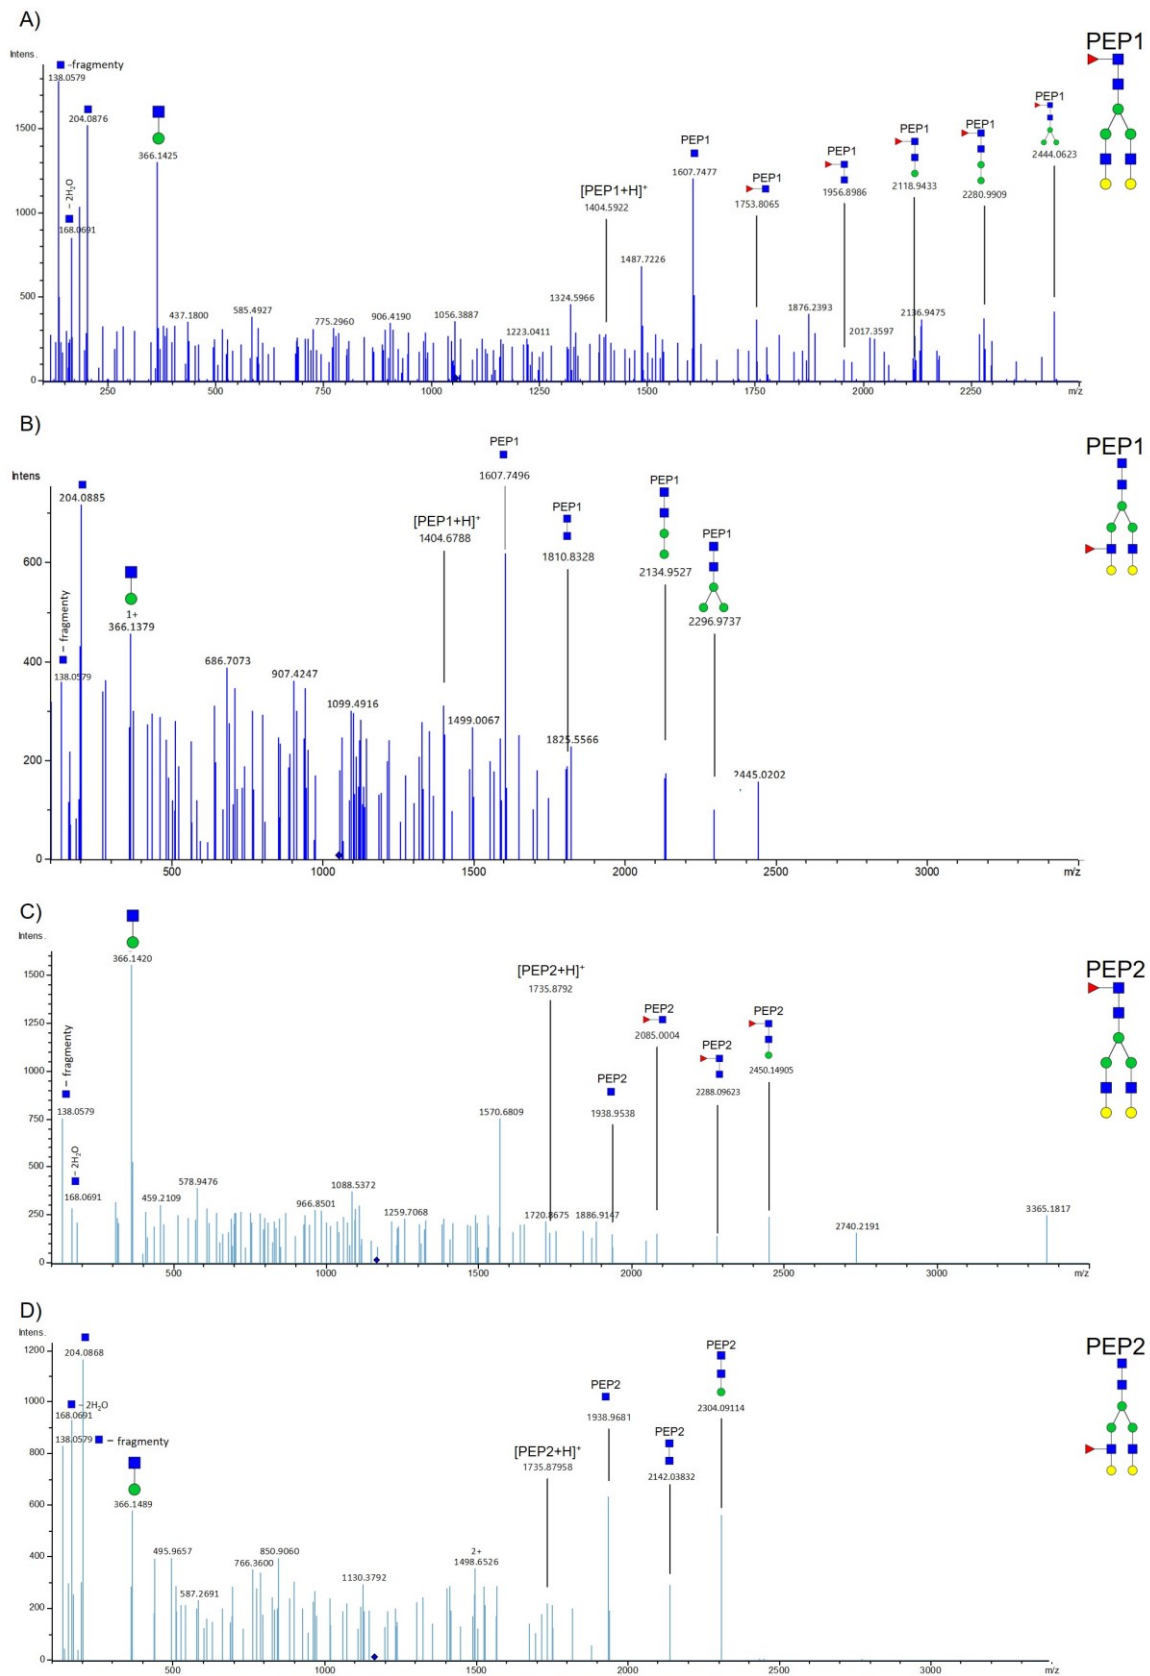 A)
PEP1
Intens.
-fragmenty
138.0579
204.0876
366.1425
– 2H₂O
168.0691
437.1800
585.4927
775.2960
906.4190
1056.3887
1223.0411
1324.5966
[PEP1+H]⁺
1404.5922
1487.7226
PEP1
1607.7477
PEP1
1753.8065
1876.2393
PEP1
1956.8986
2017.3597
PEP1
2118.9433
2136.9475
PEP1
2280.9909
PEP1
2444.0623
1500
1000
500
0
250 500 750 1000 1250 1500 1750 2000 2250 m/z
B)
PEP1
Intens
204.0885
– fragmenty
138.0579
1+
366.1379
686.7073
907.4247
1099.4916
[PEP1+H]⁺
1404.6788
1499.0067
PEP1
1607.7496
PEP1
1810.8328
1825.5566
PEP1
2134.9527
PEP1
2296.9737
2445.0202
600
400
200
0
500 1000 1500 2000 2500 3000 m/z
C)
PEP2
Intens.
366.1420
– fragmenty
138.0579
– 2H₂O
168.0691
459.2109
578.9476
966.8501
1088.5372
1259.7068
1570.6809
[PEP2+H]⁺
1735.8792
1720.8675
1886.9147
PEP2
1938.9538
PEP2
2085.0004
PEP2
2288.09623
PEP2
2450.14905
2740.2191
3365.1817
1500
1250
1000
750
500
250
0
500 1000 1500 2000 2500 3000 m/z
D)
PEP2
Intens.
204.0868
– 2H₂O
168.0691
138.0579
– fragmenty
366.1489
495.9657
587.2691
766.3600
850.9060
1130.3792
2+
1498.6526
[PEP2+H]⁺
1735.87958
PEP2
1938.9681
PEP2
2142.03832
PEP2
2304.09114
1200
1000
800
600
400
200
0
500 1000 1500 2000 2500 3000 m/z